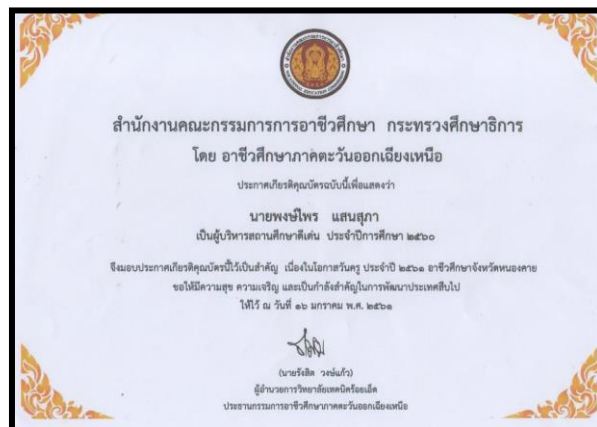 สำนักงานคณะกรรมการการอาชีวศึกษา กระทรวงศึกษาธิการ
โดย อาชีวศึกษาภาคตะวันออกเฉียงเหนือ
ประกาศเกียรติคุณบัตรฉบับนี้เพื่อแสดงว่า
นายพงษ์ไพร แสนสุภา
เป็นผู้บริหารสถานศึกษาดีเด่น ประจำปีการศึกษา ๒๕๖๐
จึงมอบประกาศเกียรติคุณบัตรนี้ไว้เป็นสำคัญ เนื่องในโอกาสวันครู ประจำปี ๒๕๖๑ อาชีวศึกษาจังหวัดหนองคาย
ขอให้มีความสุข ความเจริญ และเป็นกำลังสำคัญในการพัฒนาประเทศสืบไป
ให้ไว้ ณ วันที่ ๑๖ มกราคม พ.ศ. ๒๕๖๑
(นายรังสิต วงษ์แก้ว)
ผู้อำนวยการวิทยาลัยเทคนิคร้อยเอ็ด
ประธานกรรมการอาชีวศึกษาภาคตะวันออกเฉียงเหนือ